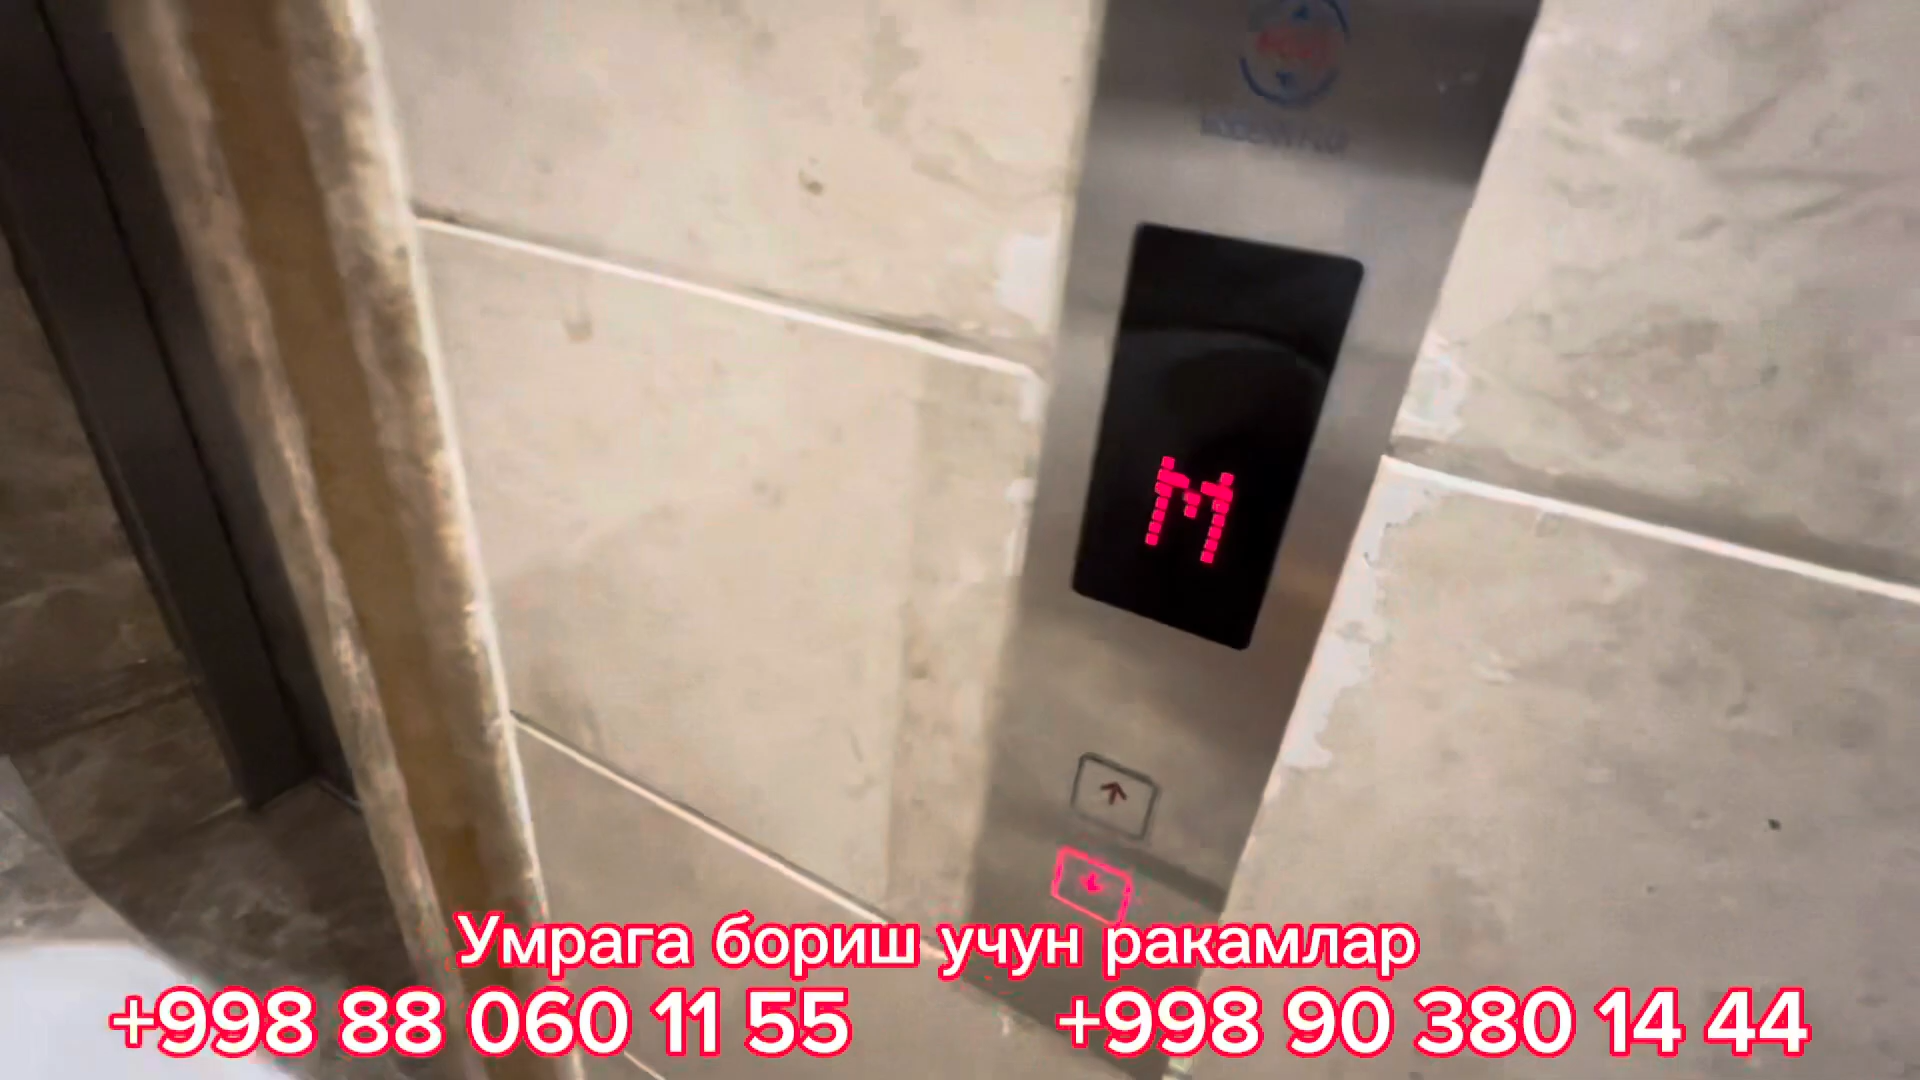 M
Умрага бориш учун ракамлар
+998 88 060 11 55 +998 90 380 14 44